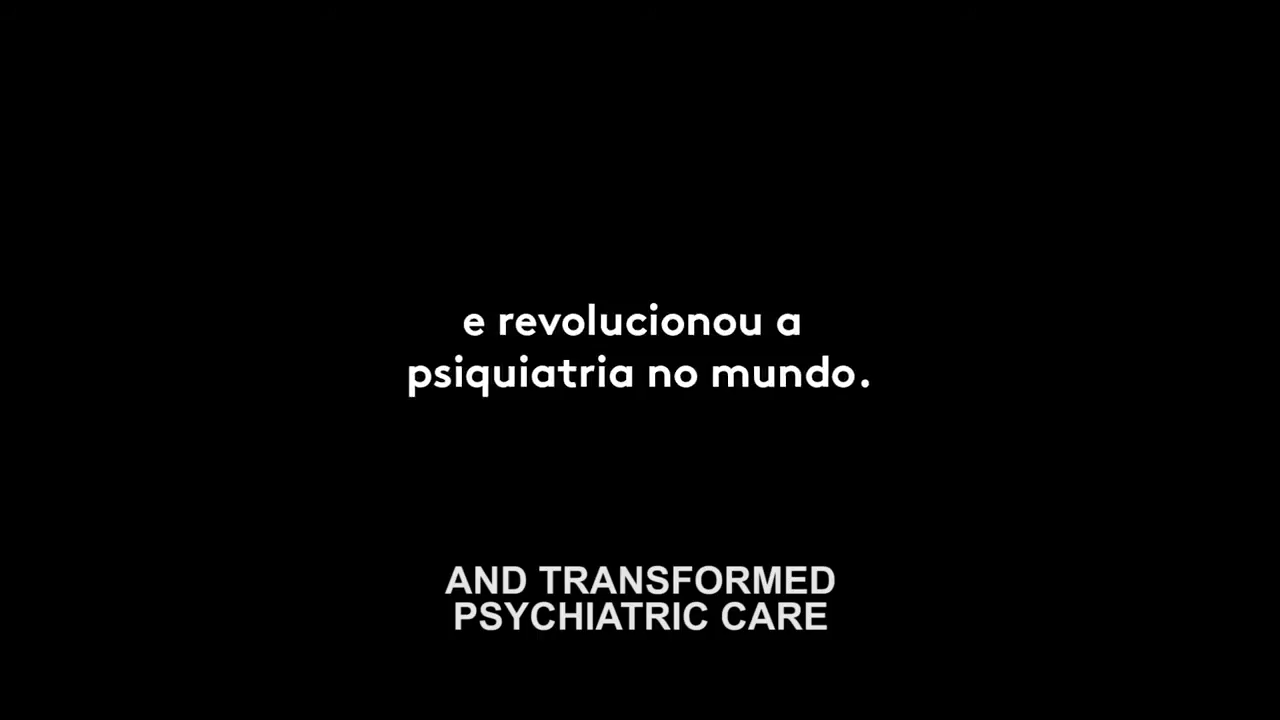 e revolucionou a
psiquiatria no mundo.
AND TRANSFORMED
PSYCHIATRIC CARE